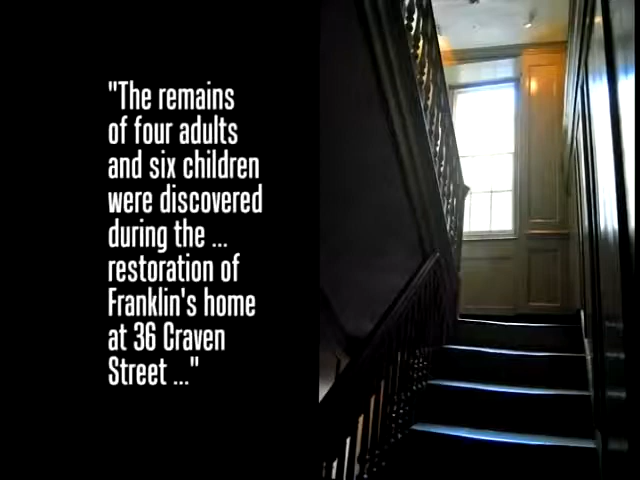 "The remains
of four adults
and six children
were discovered
during the ...
restoration of
Franklin's home
at 36 Craven
Street ..."